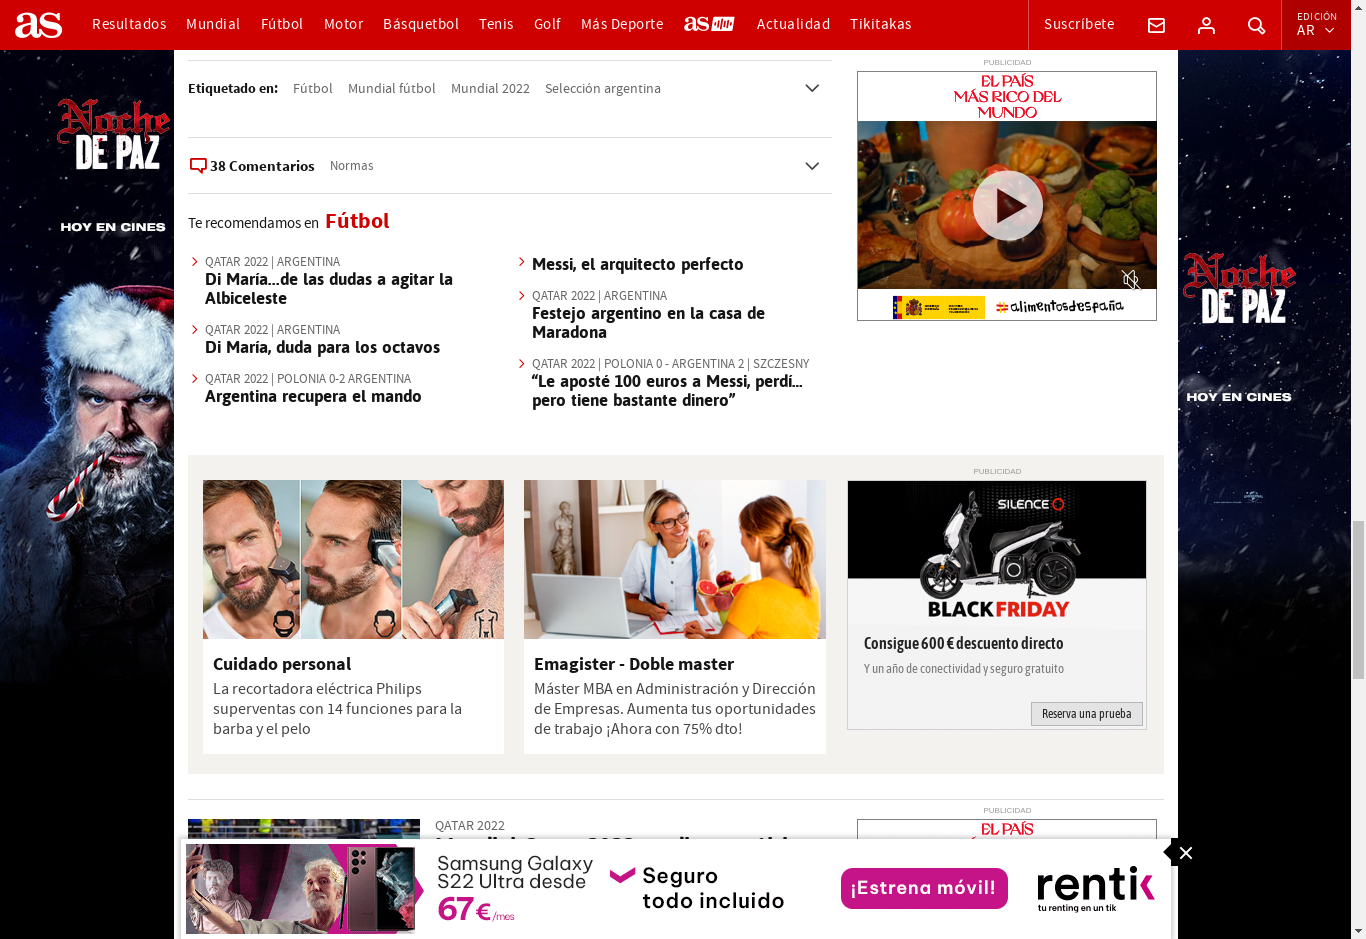 as
Resultados
Mundial
Fútbol
Motor
Básquetbol
Tenis
Golf
Más Deporte
as
Actualidad
Tikitakas
Suscríbete
EDICIÓN
AR
Noche
DE PAZ
HOY EN CINES
Etiquetado en:
Fútbol
Mundial fútbol
Mundial 2022
Selección argentina
38 Comentarios
Normas
Te recomendamos en Fútbol
QATAR 2022 | ARGENTINA
Di María...de las dudas a agitar la
Albiceleste
QATAR 2022 | ARGENTINA
Di María, duda para los octavos
QATAR 2022 | POLONIA 0-2 ARGENTINA
Argentina recupera el mando
Messi, el arquitecto perfecto
QATAR 2022 | ARGENTINA
Festejo argentino en la casa de
Maradona
QATAR 2022 | POLONIA 0 - ARGENTINA 2 | SZCZESNY
“Le aposté 100 euros a Messi, perdí...
pero tiene bastante dinero”
PUBLICIDAD
EL PAÍS
MÁS RICO DEL
MUNDO
#alimentosdespaña
Noche
DE PAZ
HOY EN CINES
Cuidado personal
La recortadora eléctrica Philips
superventas con 14 funciones para la
barba y el pelo
Emagister - Doble master
Máster MBA en Administración y Dirección
de Empresas. Aumenta tus oportunidades
de trabajo ¡Ahora con 75% dto!
PUBLICIDAD
SILENCE
BLACK FRIDAY
Consigue 600 € descuento directo
Y un año de conectividad y seguro gratuito
Reserva una prueba
QATAR 2022
PUBLICIDAD
EL PAÍS
Samsung Galaxy
S22 Ultra desde
67€/mes
Seguro
todo incluido
¡Estrena móvil!
rentik
tu renting en un tik